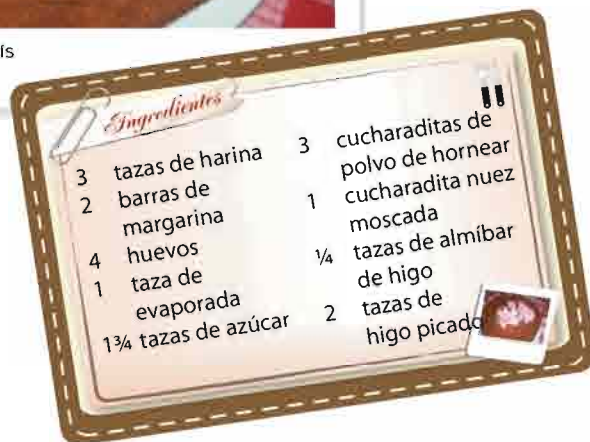 ís
Ingredientes
3 tazas de harina
2 barras de
margarina
4 huevos
1 taza de
evaporada
1¾ tazas de azúcar
3 cucharaditas de
polvo de hornear
1 cucharadita nuez
moscada
¼ tazas de almíbar
de higo
2 tazas de
higo picado